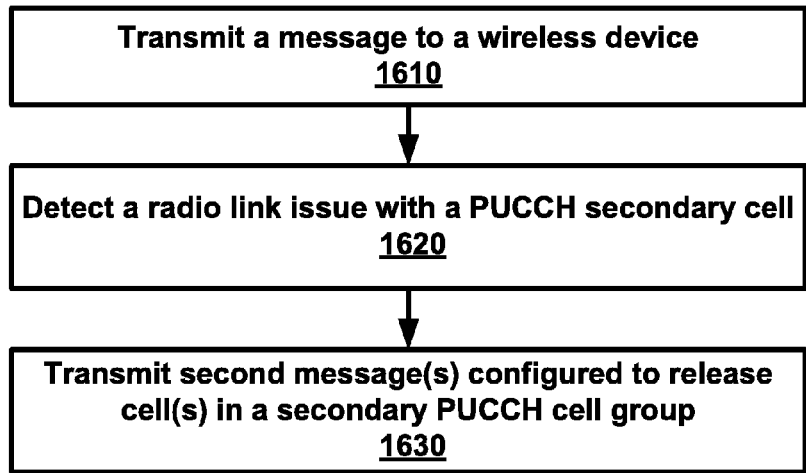 Transmit a message to a wireless device
1610
Detect a radio link issue with a PUCCH secondary cell
1620
Transmit second message(s) configured to release
cell(s) in a secondary PUCCH cell group
1630